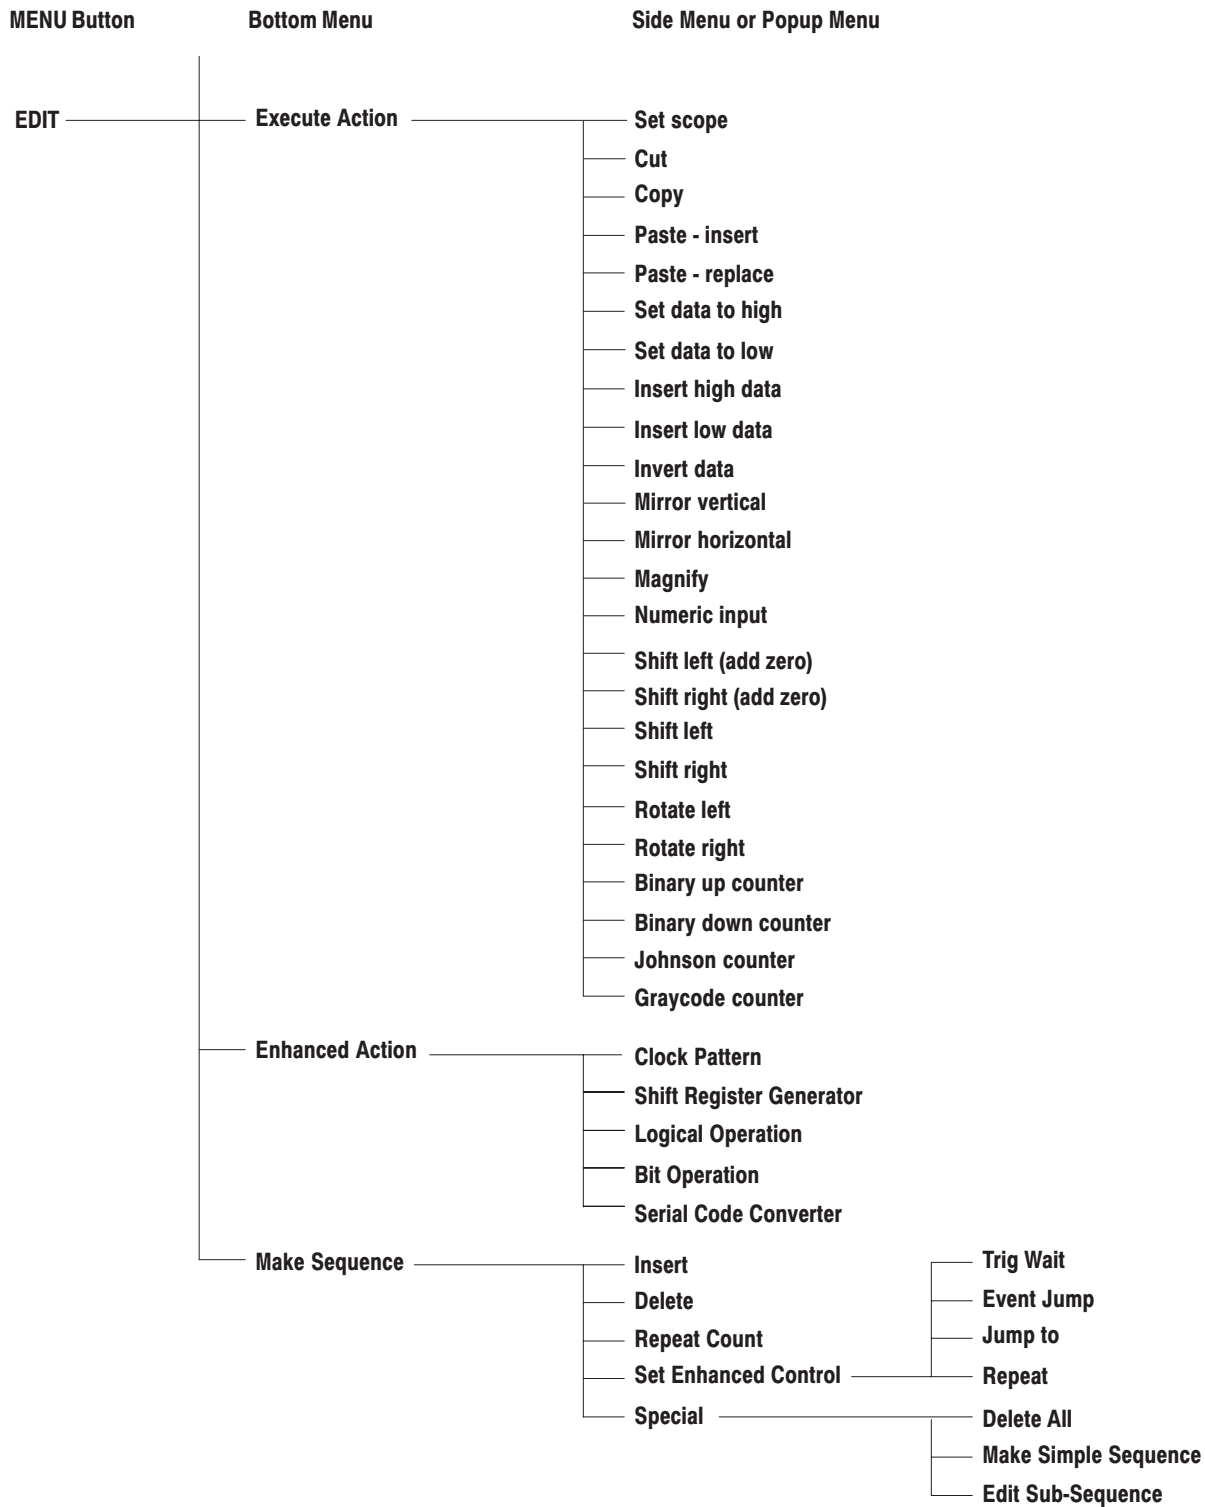 MENU Button
Bottom Menu
Side Menu or Popup Menu
EDIT
Execute Action
Set scope
Cut
Copy
Paste - insert
Paste - replace
Set data to high
Set data to low
Insert high data
Insert low data
Invert data
Mirror vertical
Mirror horizontal
Magnify
Numeric input
Shift left (add zero)
Shift right (add zero)
Shift left
Shift right
Rotate left
Rotate right
Binary up counter
Binary down counter
Johnson counter
Graycode counter
Enhanced Action
Clock Pattern
Shift Register Generator
Logical Operation
Bit Operation
Serial Code Converter
Make Sequence
Insert
Delete
Repeat Count
Set Enhanced Control
Trig Wait
Event Jump
Jump to
Repeat
Special
Delete All
Make Simple Sequence
Edit Sub-Sequence